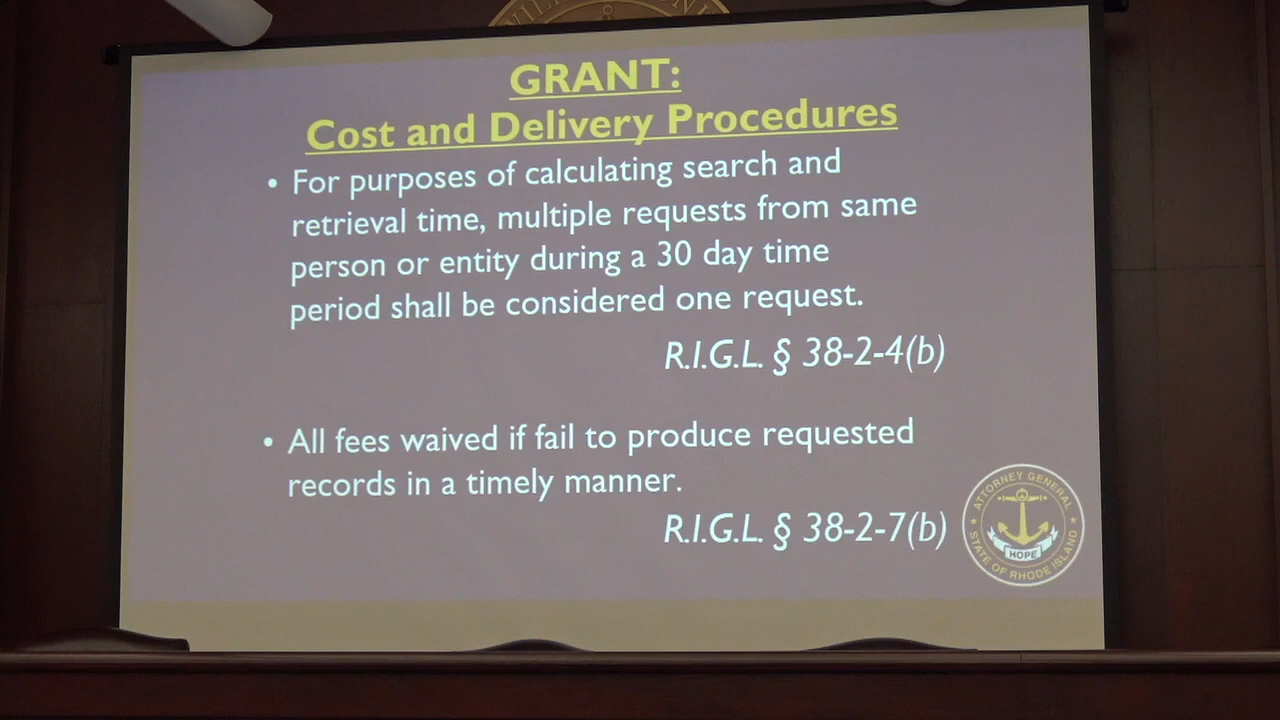 GRANT:
Cost and Delivery Procedures
• For purposes of calculating search and
retrieval time, multiple requests from same
person or entity during a 30 day time
period shall be considered one request.
R.I.G.L. § 38-2-4(b)
• All fees waived if fail to produce requested
records in a timely manner.
R.I.G.L. § 38-2-7(b)
ATTORNEY GENERAL
HOPE
STATE OF RHODE ISLAND